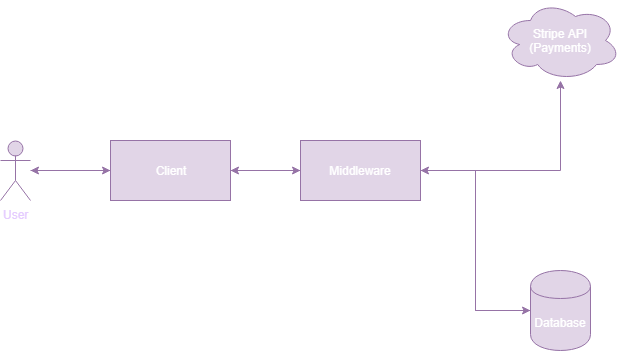 Stripe API
(Payments)
Client
Middleware
User
Database